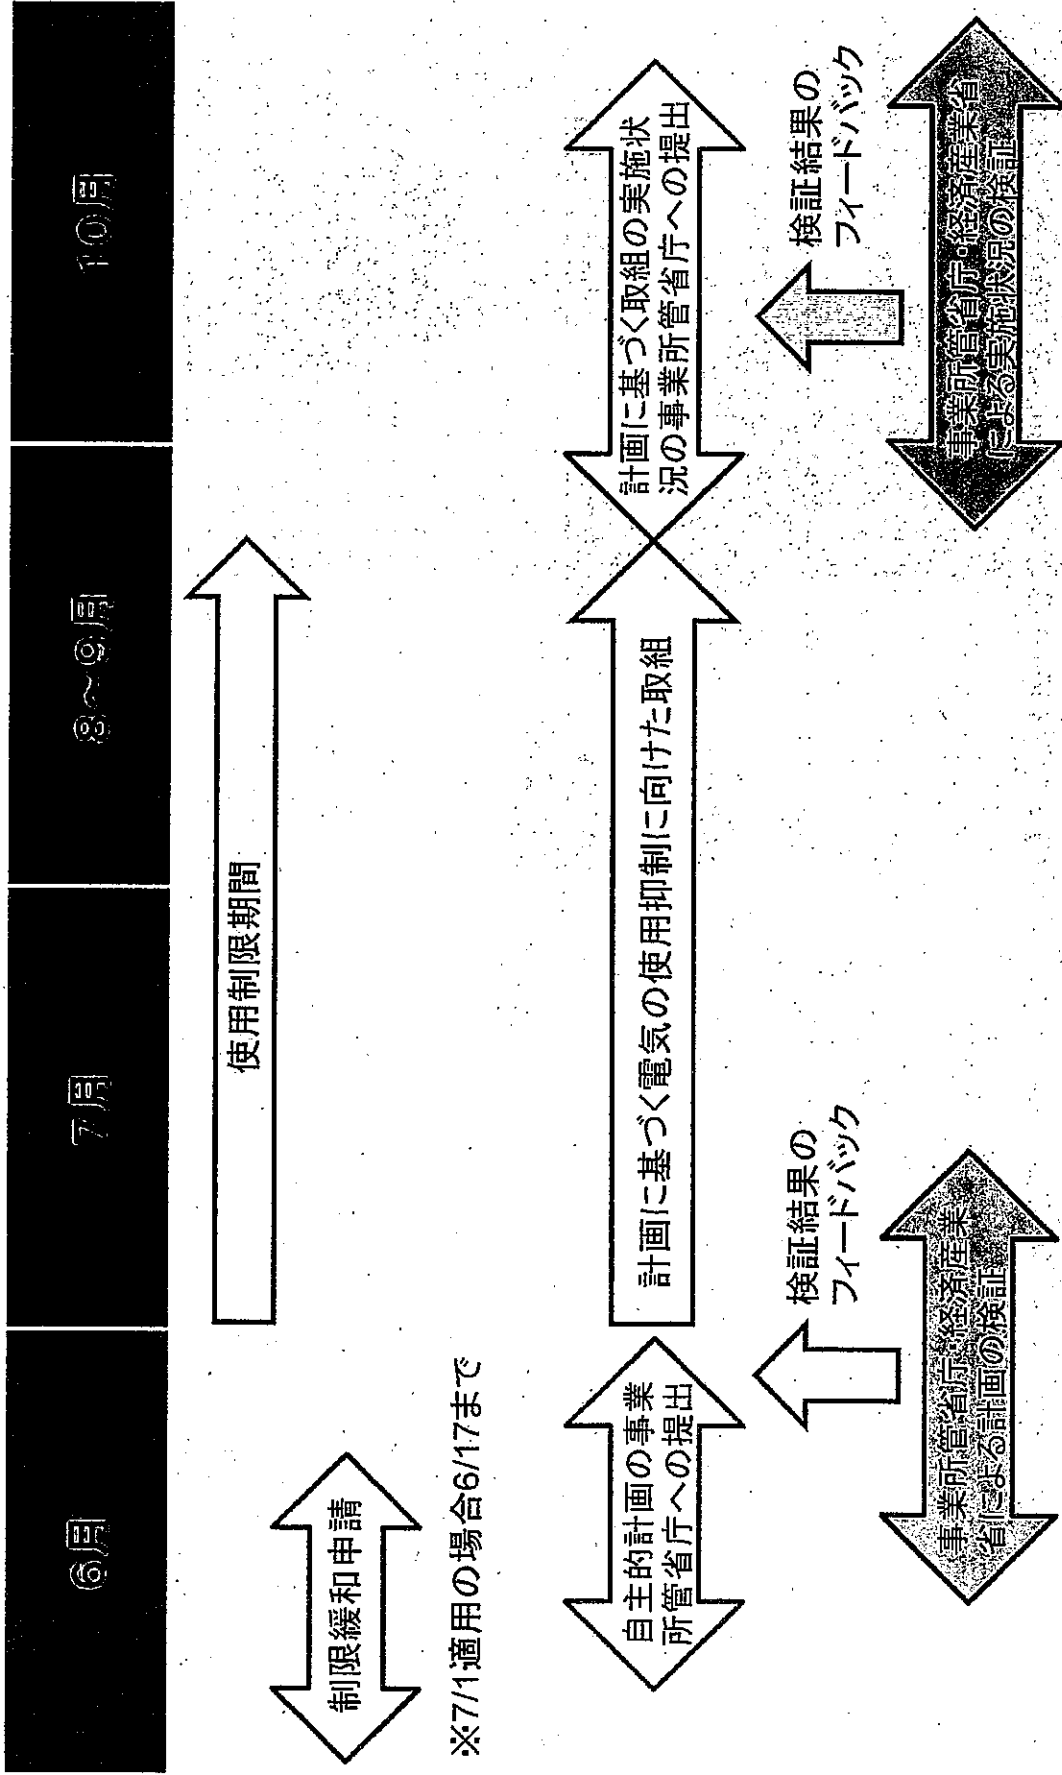 6月
7月
8~9月
10月
使用制限期間
制限緩和申請
※7/1適用の場合6/17まで
自主的計画の事業
所管省庁への提出
計画に基づく電気の使用抑制に向けた取組
計画に基づく取組の実施状
況の事業所管省庁への提出
検証結果の
フィードバック
検証結果の
フィードバック
事業所管省庁・経済産業
省による計画の検証
事業所管省庁・経済産業省
による実施状況の検証